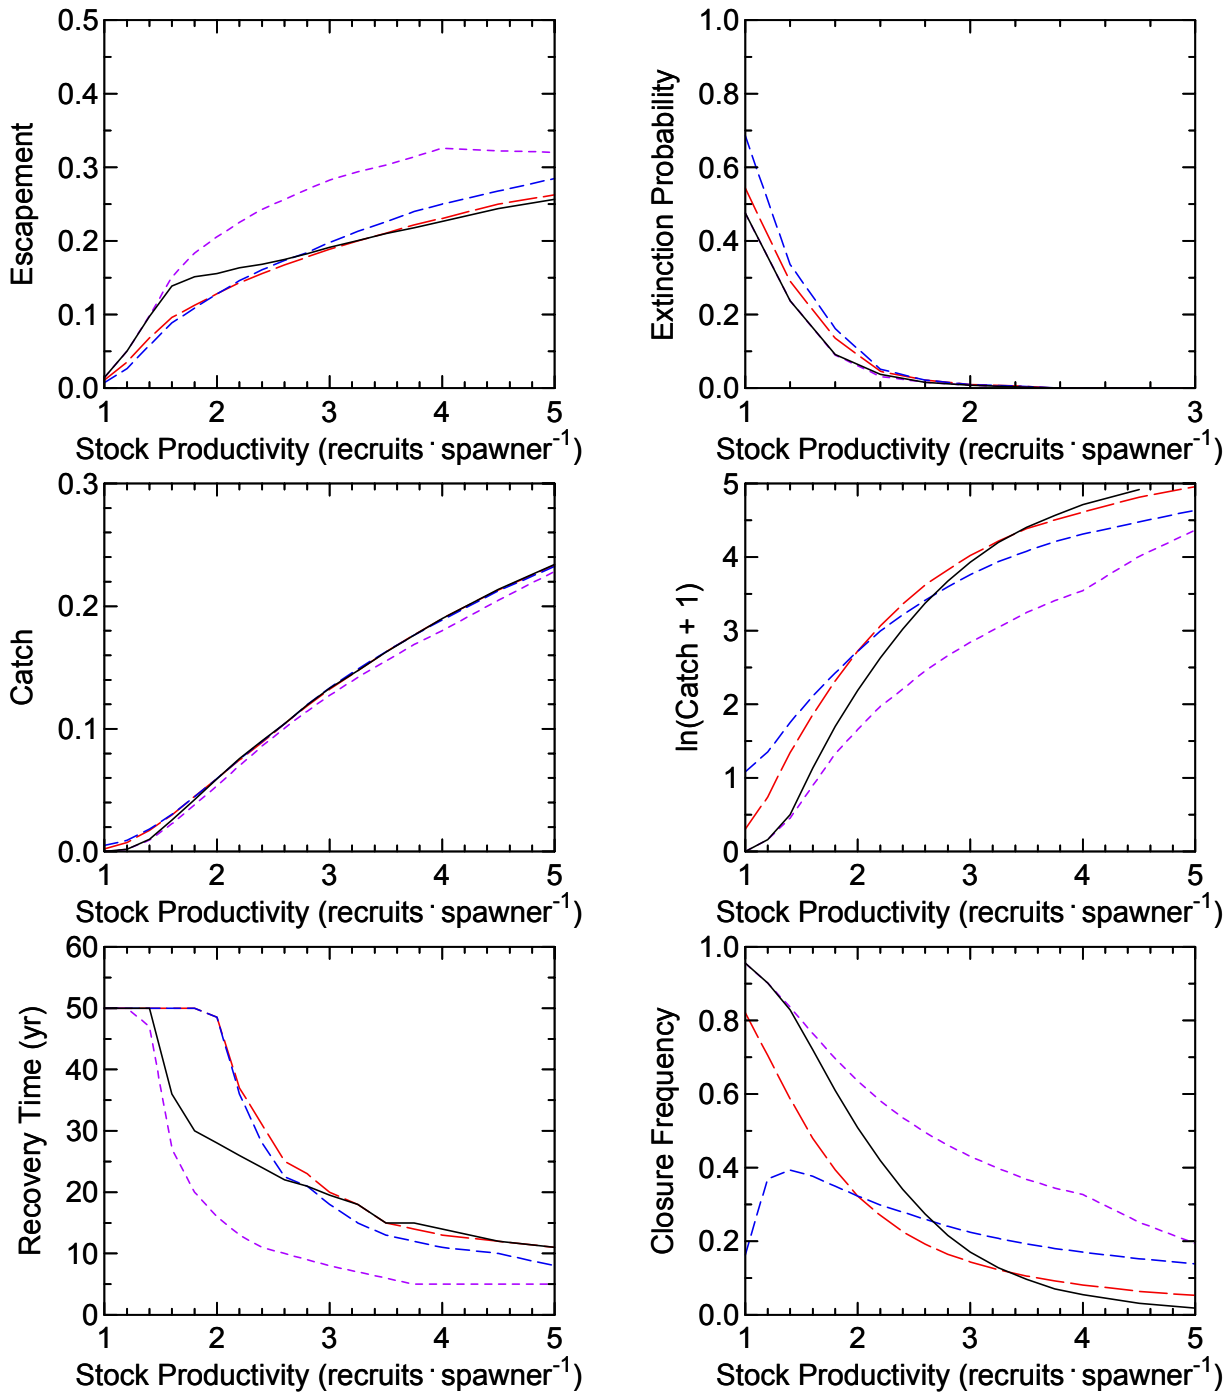 0.5
0.4
0.3
0.2
0.1
0.0
Escapement
1 2 3 4 5
Stock Productivity (recruits·spawner⁻¹)
1.0
0.8
0.6
0.4
0.2
0.0
Extinction Probability
1 2 3
Stock Productivity (recruits·spawner⁻¹)
0.3
0.2
0.1
0.0
Catch
1 2 3 4 5
Stock Productivity (recruits·spawner⁻¹)
5
4
3
2
1
0
ln(Catch + 1)
1 2 3 4 5
Stock Productivity (recruits·spawner⁻¹)
60
50
40
30
20
10
0
Recovery Time (yr)
1 2 3 4 5
Stock Productivity (recruits·spawner⁻¹)
1.0
0.8
0.6
0.4
0.2
0.0
Closure Frequency
1 2 3 4 5
Stock Productivity (recruits·spawner⁻¹)